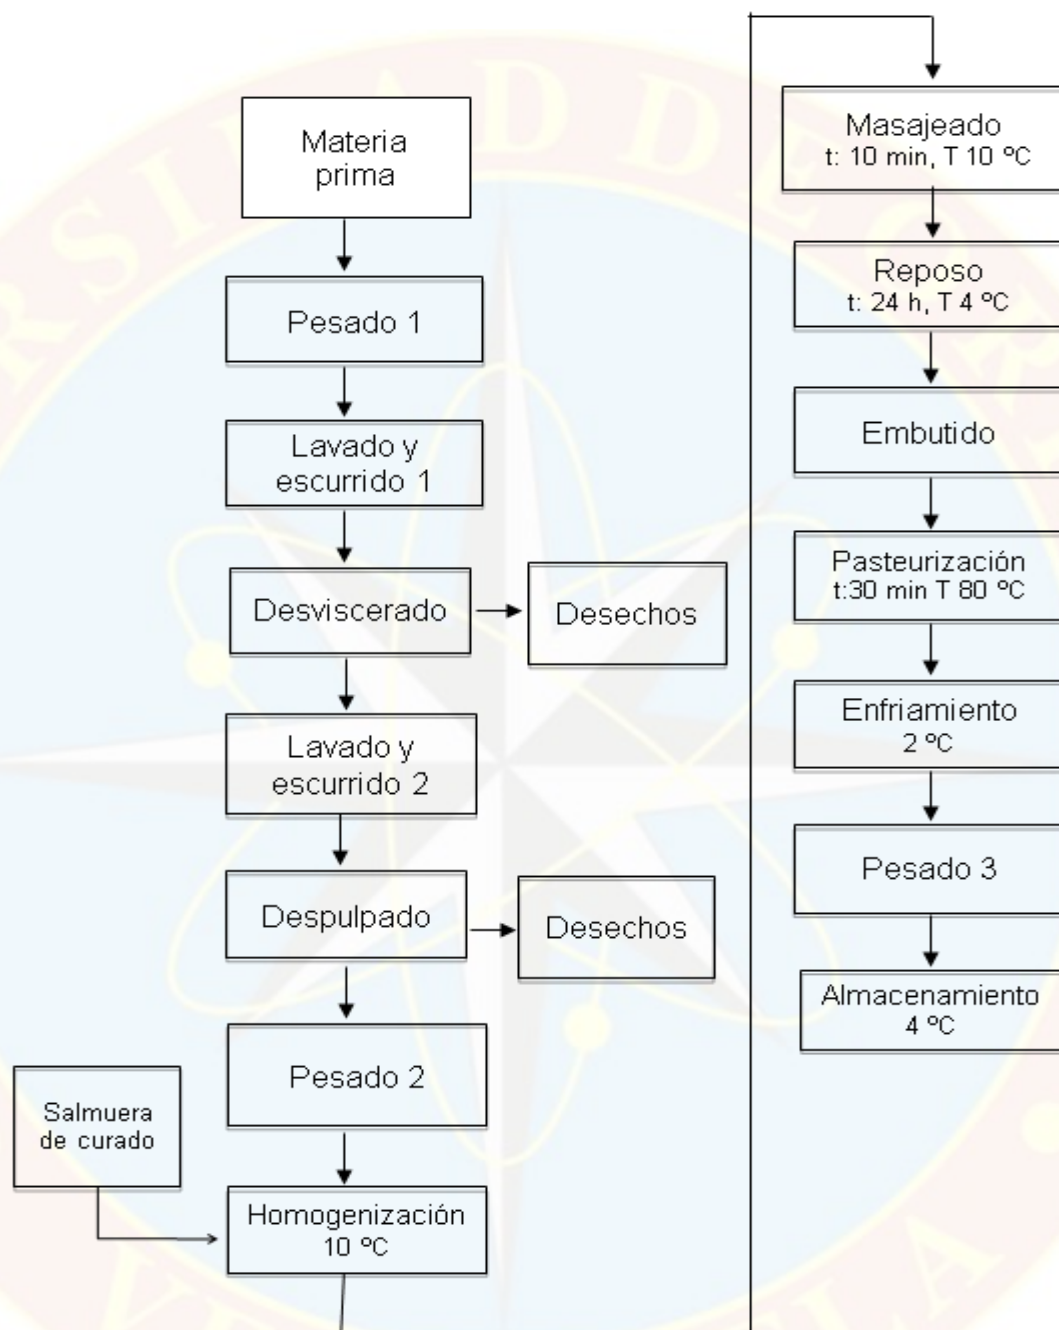 Materia
prima
Pesado 1
Lavado y
escurrido 1
Desviscerado
Desechos
Lavado y
escurrido 2
Despulpado
Desechos
Pesado 2
Salmuera
de curado
Homogenización
10 ºC
Masajeado
t: 10 min, T 10 ºC
Reposo
t: 24 h, T 4 ºC
Embutido
Pasteurización
t:30 min T 80 ºC
Enfriamiento
2 ºC
Pesado 3
Almacenamiento
4 ºC